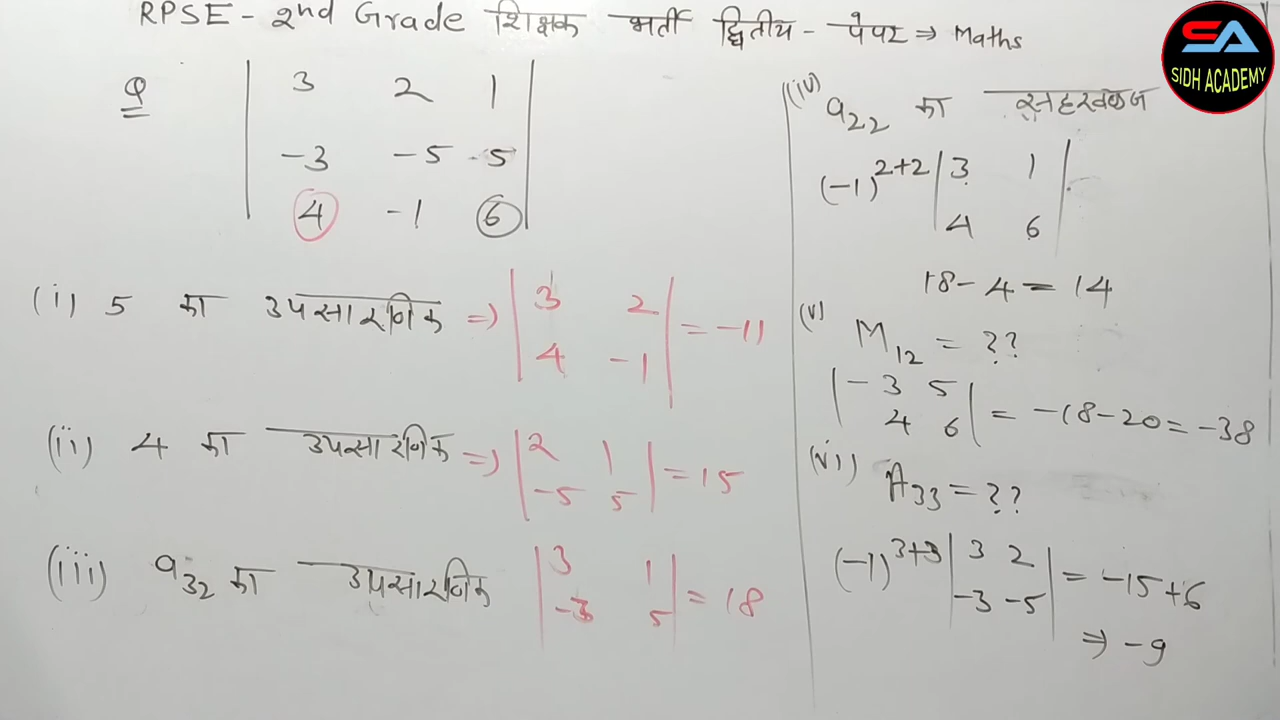 RPSE - 2nd Grade शिक्षक भर्ती द्वितीय - पेपर ⇒ Maths
SA
SIDH ACADEMY
Q
3 2 1
-3 -5 5
4 -1 6
(i) 5 का उपसारणिक => | 3 2 | = -11
| 4 -1 |
(ii) 4 का उपसारणिक => | 2 1 | = 15
| -5 5 |
(iii) a32 का उपसारणिक | 3 1 | = 18
| -3 5 |
(iv) a22 का
(-1)^2+2 | 3 1 |
| 4 6 |
18 - 4 = 14
(v) M12 = ??
| -3 5 | = -18 - 20 = -38
| 4 6 |
(vi) A33 = ??
(-1)^3+3 | 3 2 | = -15 + 6
| -3 -5 |
⇒ -9